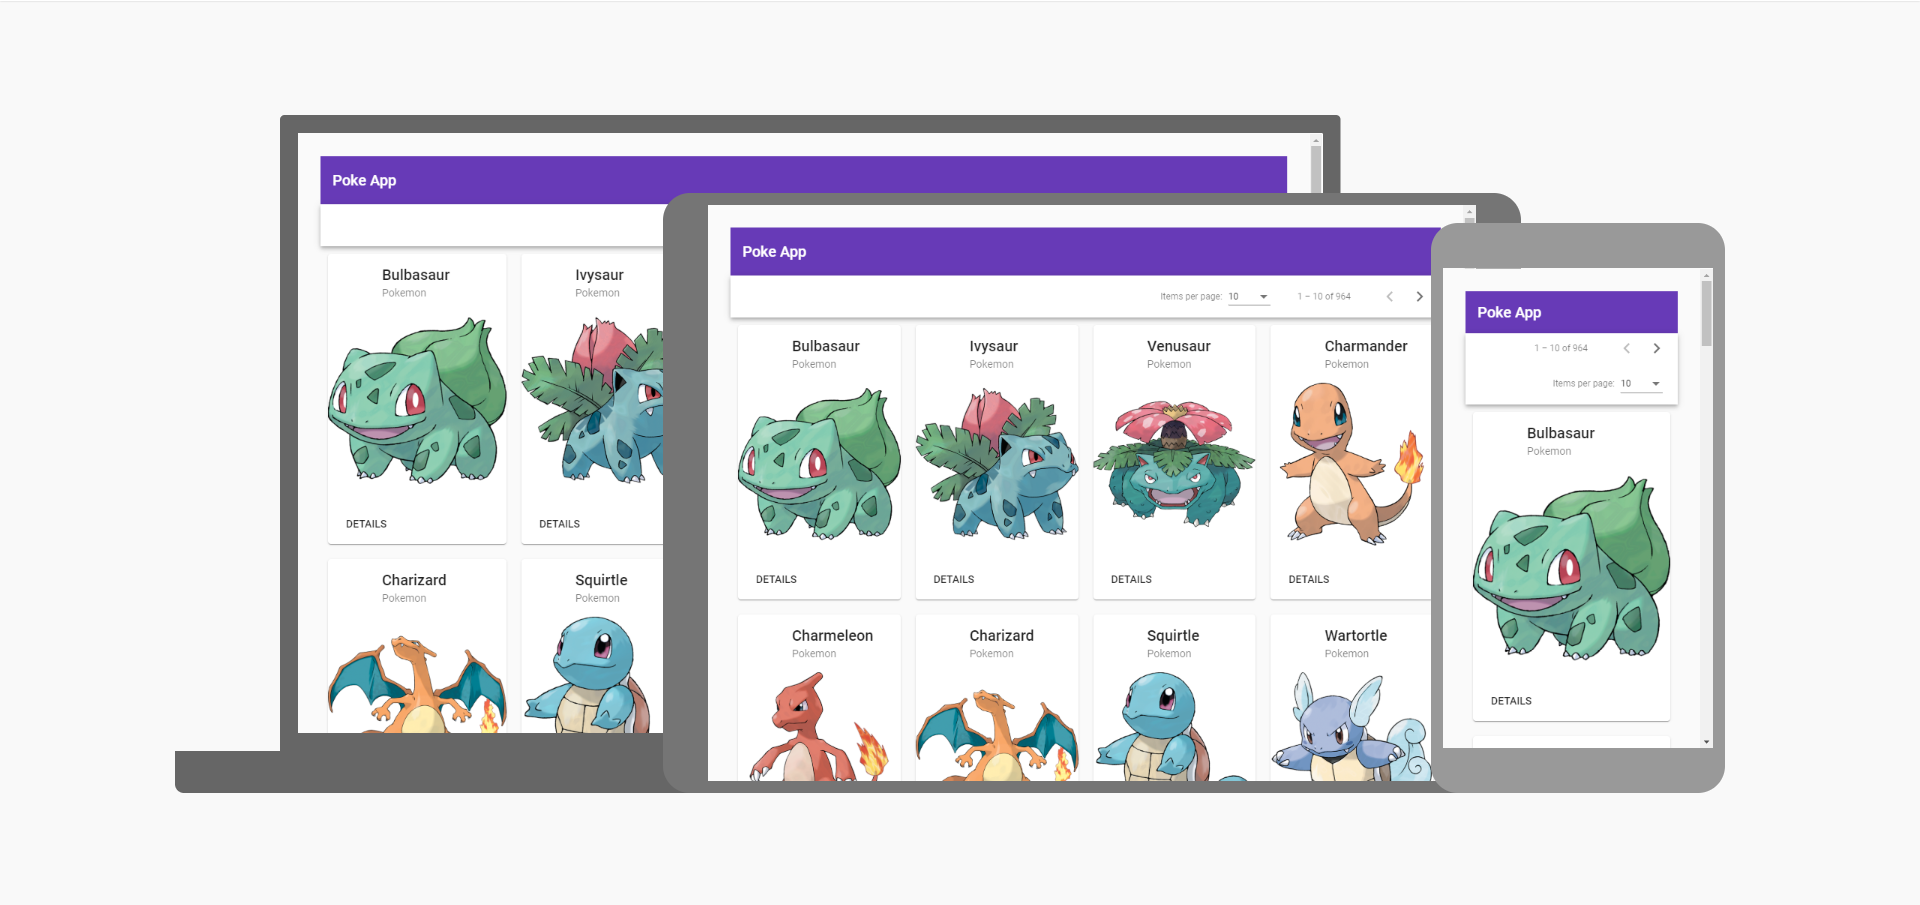 Poke App
Bulbasaur
Pokemon
Ivysaur
Pokemon
DETAILS
DETAILS
Charizard
Pokemon
Squirtle
Pokemon
Poke App
Items per page: 10
1 – 10 of 964
Bulbasaur
Pokemon
Ivysaur
Pokemon
Venusaur
Pokemon
Charmander
Pokemon
DETAILS
DETAILS
DETAILS
DETAILS
Charmeleon
Pokemon
Charizard
Pokemon
Squirtle
Pokemon
Wartortle
Pokemon
Poke App
1 – 10 of 964
Items per page: 10
Bulbasaur
Pokemon
DETAILS